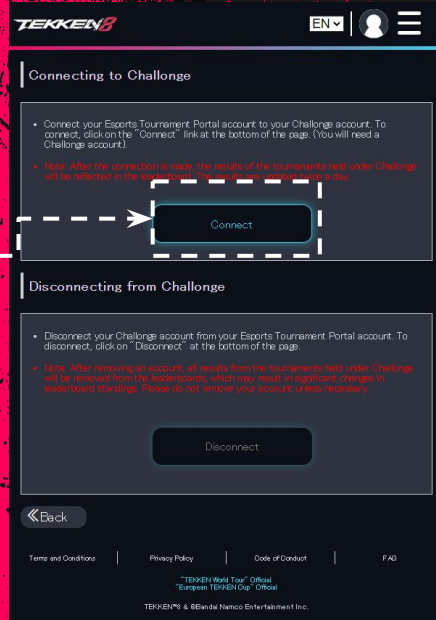 TEKKEN8
EN
Connecting to Challonge
• Connect your Esports Tournament Portal account to your Challonge account. To
connect, click on the "Connect" link at the bottom of the page. (You will need a
Challonge account).
• Note: After the connection is made, the results of the tournaments held under Challonge
will be reflected in the leaderboard. The results are updated twice a day.
Connect
Disconnecting from Challonge
• Disconnect your Challonge account from your Esports Tournament Portal account. To
disconnect, click on "Disconnect" at the bottom of the page.
• Note: After removing an account, all results from the tournaments held under Challonge
will be removed from the leaderboards, which may result in significant changes in
leaderboard standings. Please do not remove your account unless necessary.
Disconnect
≪Back
Terms and Conditions | Privacy Policy | Code of Conduct | FAQ
"TEKKEN World Tour" Official
"European TEKKEN Cup" Official
TEKKEN™8 & ©Bandai Namco Entertainment Inc.